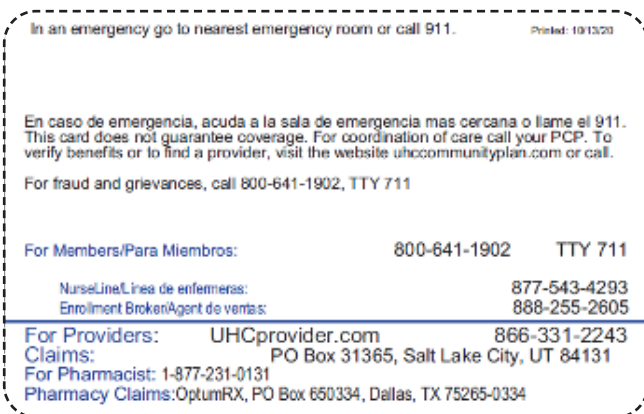 In an emergency go to nearest emergency room or call 911. Printed: 10/13/20
En caso de emergencia, acuda a la sala de emergencia mas cercana o llame el 911.
This card does not guarantee coverage. For coordination of care call your PCP. To
verify benefits or to find a provider, visit the website uhccommunityplan.com or call.
For fraud and grievances, call 800-641-1902, TTY 711
For Members/Para Miembros: 800-641-1902 TTY 711
NurseLine/Linea de enfermeras: 877-543-4293
Enrollment Broker/Agent de ventas: 888-255-2605
For Providers: UHCprovider.com 866-331-2243
Claims: PO Box 31365, Salt Lake City, UT 84131
For Pharmacist: 1-877-231-0131
Pharmacy Claims:OptumRX, PO Box 650334, Dallas, TX 75265-0334